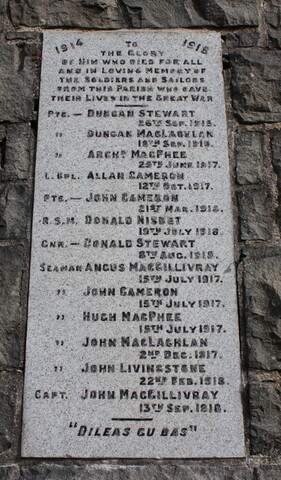 1914 1918
TO
THE GLORY
OF HIM WHO DIED FOR ALL
AND IN LOVING MEMORY OF
THE SOLDIERS AND SAILORS
FROM THIS PARISH WHO GAVE
THEIR LIVES IN THE GREAT WAR
PTE. — DUNCAN STEWART
26TH SEP. 1915.
" DUNCAN MACLACHLAN
18TH SEP. 1916.
" ARCHD MACPHEE
25TH JUNE 1917.
L. CPL. ALLAN CAMERON
12TH OCT. 1917.
PTE. — JOHN CAMERON
21ST MAR. 1918.
R.S.M. DONALD NISBET
19TH JULY 1918.
GNR. — DONALD STEWART
8TH AUG. 1918.
SEAMAN ANGUS MACGILLIVRAY
15TH JULY 1917.
" JOHN CAMERON
15TH JULY 1917.
" HUGH MACPHEE
15TH JULY 1917.
" JOHN MACLACHLAN
2ND DEC. 1917.
" JOHN LIVINGSTONE
22ND FEB. 1918.
CAPT. JOHN MACGILLIVRAY
13TH SEP. 1918.
"DILEAS GU BAS"